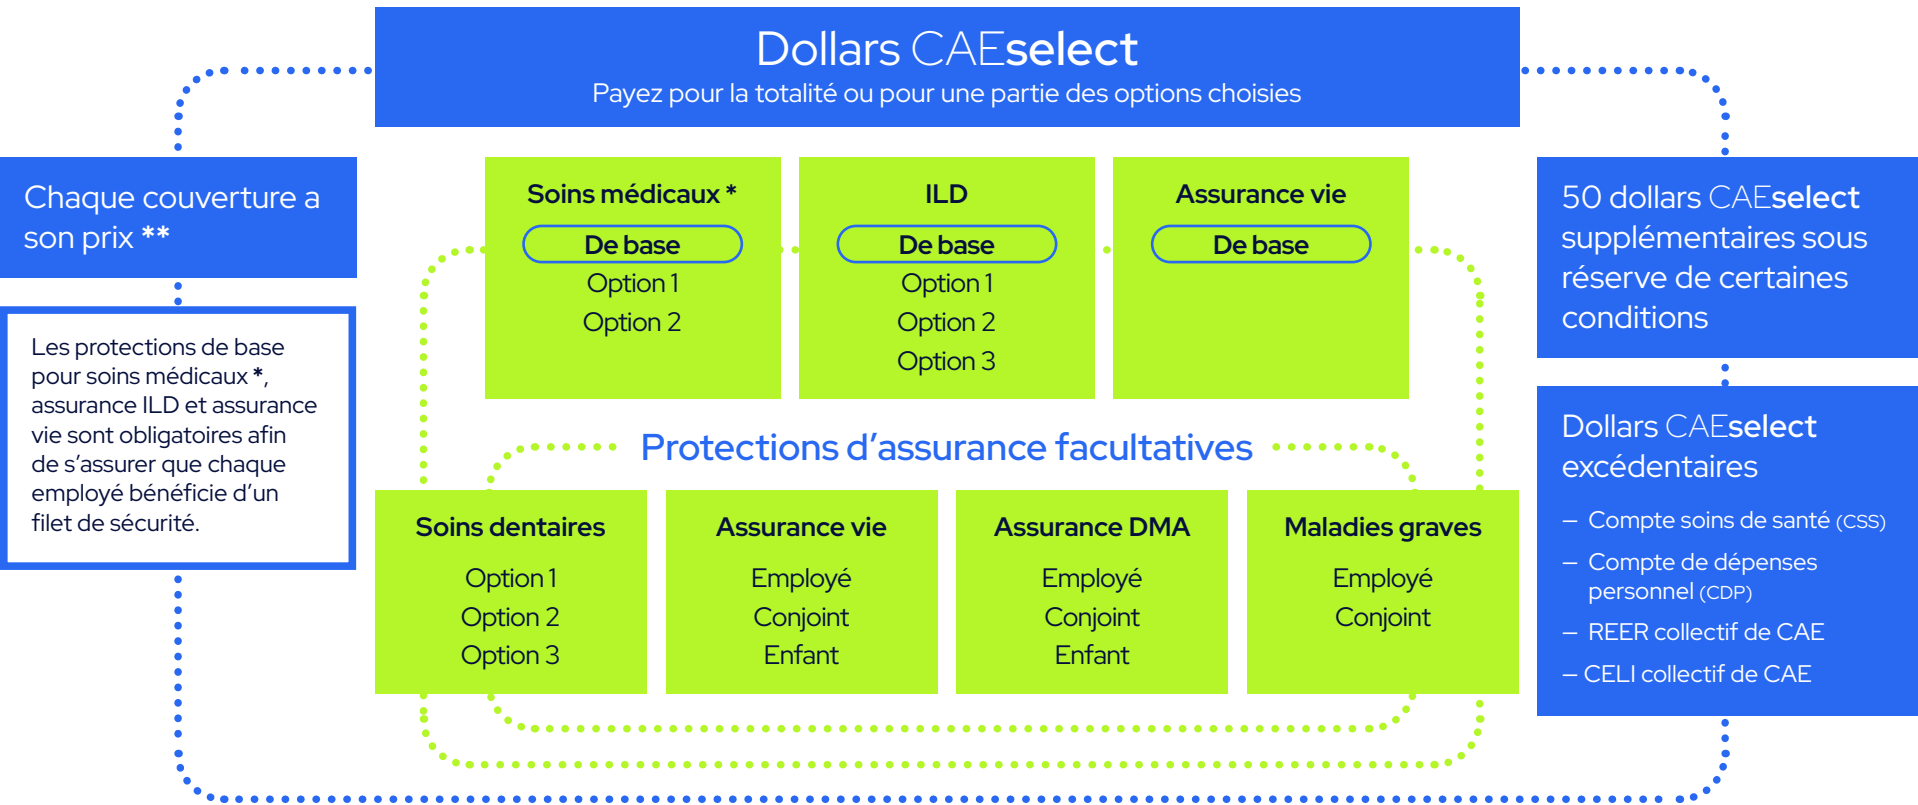 Dollars CAEselect
Payez pour la totalité ou pour une partie des options choisies
Chaque couverture a
son prix **
Les protections de base
pour soins médicaux *,
assurance ILD et assurance
vie sont obligatoires afin
de s’assurer que chaque
employé bénéficie d’un
filet de sécurité.
Soins médicaux *
De base
Option 1
Option 2
ILD
De base
Option 1
Option 2
Option 3
Assurance vie
De base
Protections d’assurance facultatives
Soins dentaires
Option 1
Option 2
Option 3
Assurance vie
Employé
Conjoint
Enfant
Assurance DMA
Employé
Conjoint
Enfant
Maladies graves
Employé
Conjoint
50 dollars CAEselect
supplémentaires sous
réserve de certaines
conditions
Dollars CAEselect
excédentaires
– Compte soins de santé (CSS)
– Compte de dépenses
personnel (CDP)
– REER collectif de CAE
– CELI collectif de CAE